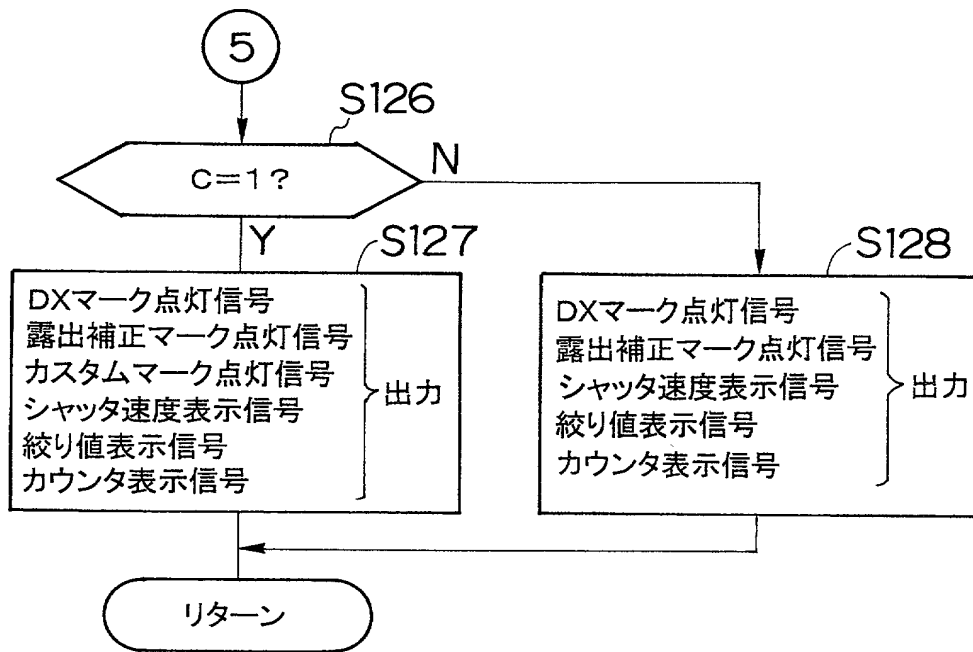 5
S126
C=1?
N
Y
S127
DXマーク点灯信号
露出補正マーク点灯信号
カスタムマーク点灯信号
シャッタ速度表示信号
絞り値表示信号
カウンタ表示信号
出力
S128
DXマーク点灯信号
露出補正マーク点灯信号
シャッタ速度表示信号
絞り値表示信号
カウンタ表示信号
出力
リターン